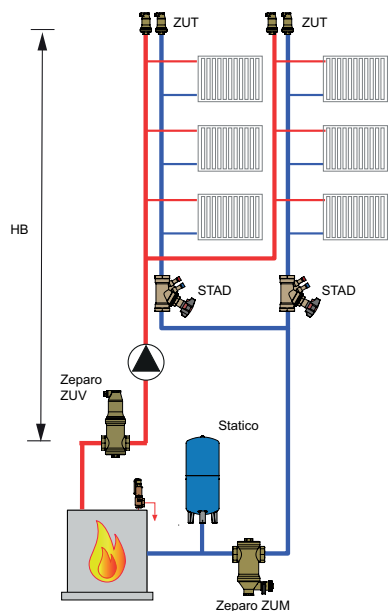 ZUT
ZUT
HB
STAD
STAD
Zeparo
ZUV
Statico
Zeparo ZUM